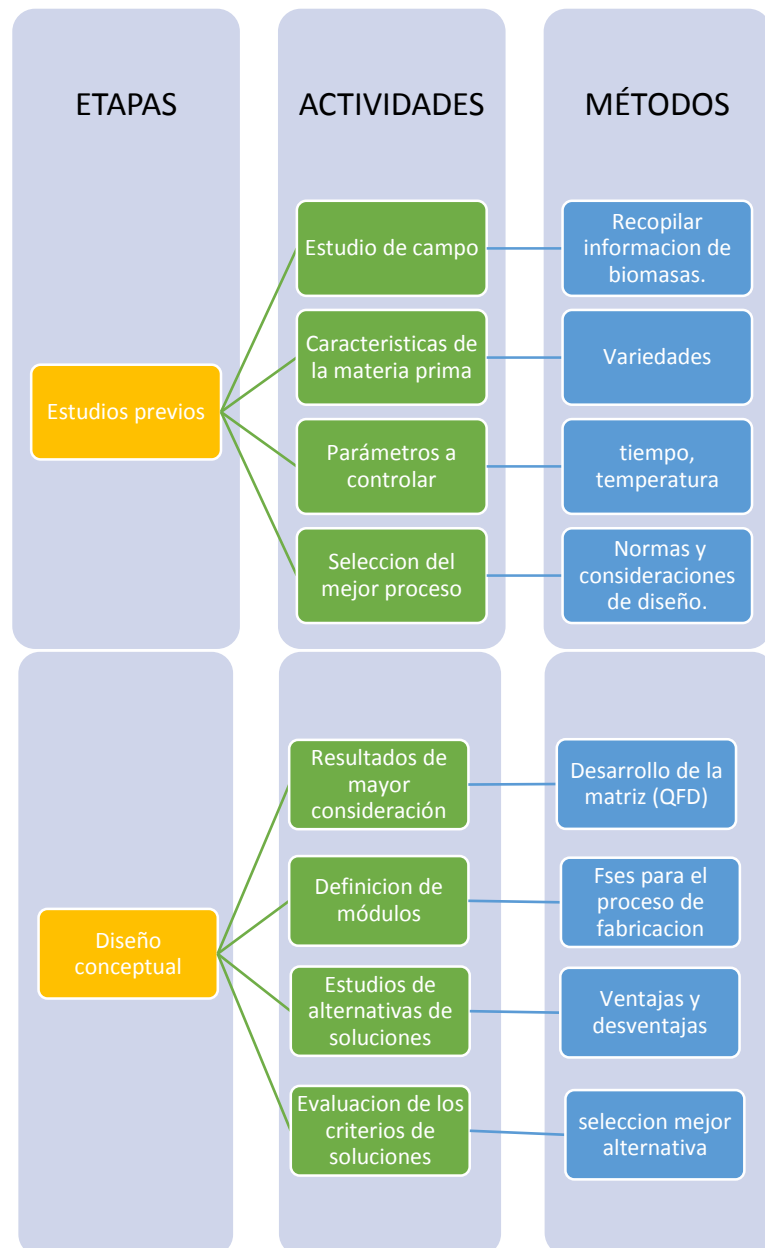 ETAPAS
ACTIVIDADES
MÉTODOS
Estudios previos
Estudio de campo
Recopilar
informacion de
biomasas.
Caracteristicas de
la materia prima
Variedades
Parámetros a
controlar
tiempo,
temperatura
Seleccion del
mejor proceso
Normas y
consideraciones
de diseño.
Diseño
conceptual
Resultados de
mayor
consideración
Desarrollo de la
matriz (QFD)
Definicion de
módulos
Fses para el
proceso de
fabricacion
Estudios de
alternativas de
soluciones
Ventajas y
desventajas
Evaluacion de los
criterios de
soluciones
seleccion mejor
alternativa